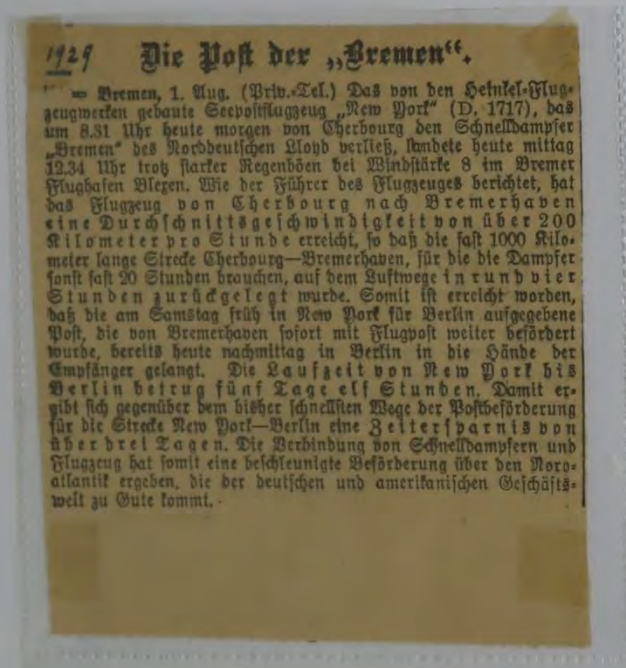 1929
Die Post der „Bremen“.
= Bremen, 1. Aug. (Priv.-Tel.) Das von den Heinkel-Flug-
zeugwerken gebaute Seepostflugzeug „New York“ (D. 1717), das
um 8.31 Uhr heute morgen von Cherbourg den Schnelldampfer
„Bremen“ des Norddeutschen Lloyd verließ, landete heute mittag
12.34 Uhr trotz starker Regenböen bei Windstärke 8 im Bremer
Flughafen Blexen. Wie der Führer des Flugzeuges berichtet, hat
das Flugzeug von Cherbourg nach Bremerhaven
eine Durchschnittsgeschwindigkeit von über 200
Kilometer pro Stunde erreicht, so daß die fast 1000 Kilo-
meter lange Strecke Cherbourg—Bremerhaven, für die die Dampfer
sonst fast 20 Stunden brauchen, auf dem Luftwege in rund vier
Stunden zurückgelegt wurde. Somit ist erreicht worden,
daß die am Samstag früh in New York für Berlin aufgegebene
Post, die von Bremerhaven sofort mit Flugpost weiter befördert
wurde, bereits heute nachmittag in Berlin in die Hände der
Empfänger gelangt. Die Laufzeit von New York bis
Berlin betrug fünf Tage elf Stunden. Damit er-
gibt sich gegenüber dem bisher schnellsten Wege der Postbeförderung
für die Strecke New York—Berlin eine Zeitersparnis von
über drei Tagen. Die Verbindung von Schnelldampfern und
Flugzeug hat somit eine beschleunigte Beförderung über den Nord-
atlantik ergeben, die der deutschen und amerikanischen Geschäfts-
welt zu Gute kommt.